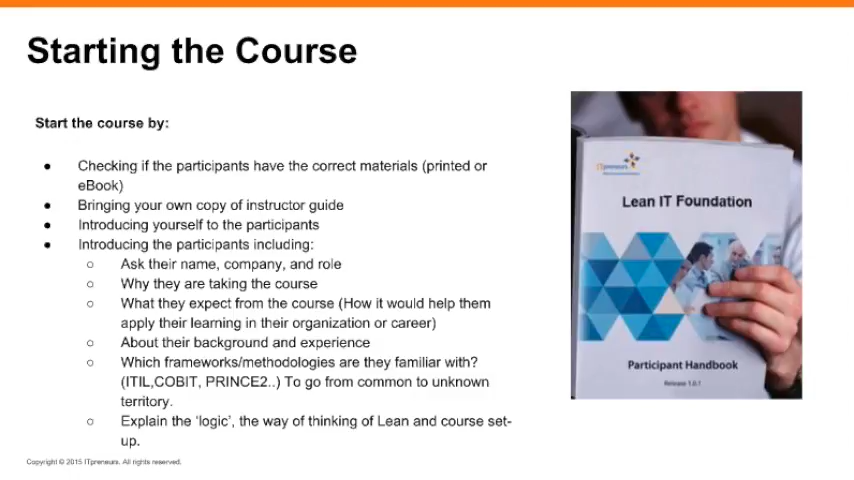 Starting the Course
Start the course by:
● Checking if the participants have the correct materials (printed or
eBook)
● Bringing your own copy of instructor guide
● Introducing yourself to the participants
● Introducing the participants including:
○ Ask their name, company, and role
○ Why they are taking the course
○ What they expect from the course (How it would help them
apply their learning in their organization or career)
○ About their background and experience
○ Which frameworks/methodologies are they familiar with?
(ITIL,COBIT, PRINCE2..) To go from common to unknown
territory.
○ Explain the ‘logic’, the way of thinking of Lean and course set-
up.
ITpreneurs
Lean IT Foundation
Participant Handbook
Release 1.0.1
Copyright © 2015 ITpreneurs. All rights reserved.